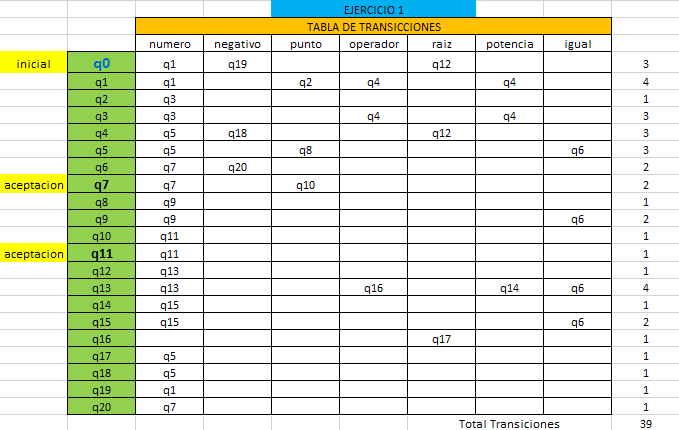 EJERCICIO 1
TABLA DE TRANSICCIONES
numero negativo punto operador raiz potencia igual
inicial q0 q1 q19 q12 3
q1 q1 q2 q4 q4 4
q2 q3 1
q3 q3 q4 q4 3
q4 q5 q18 q12 3
q5 q5 q8 q6 3
q6 q7 q20 2
aceptacion q7 q7 q10 2
q8 q9 1
q9 q9 q6 2
q10 q11 1
aceptacion q11 q11 1
q12 q13 1
q13 q13 q16 q14 q6 4
q14 q15 1
q15 q15 q6 2
q16 q17 1
q17 q5 1
q18 q5 1
q19 q1 1
q20 q7 1
Total Transiciones 39